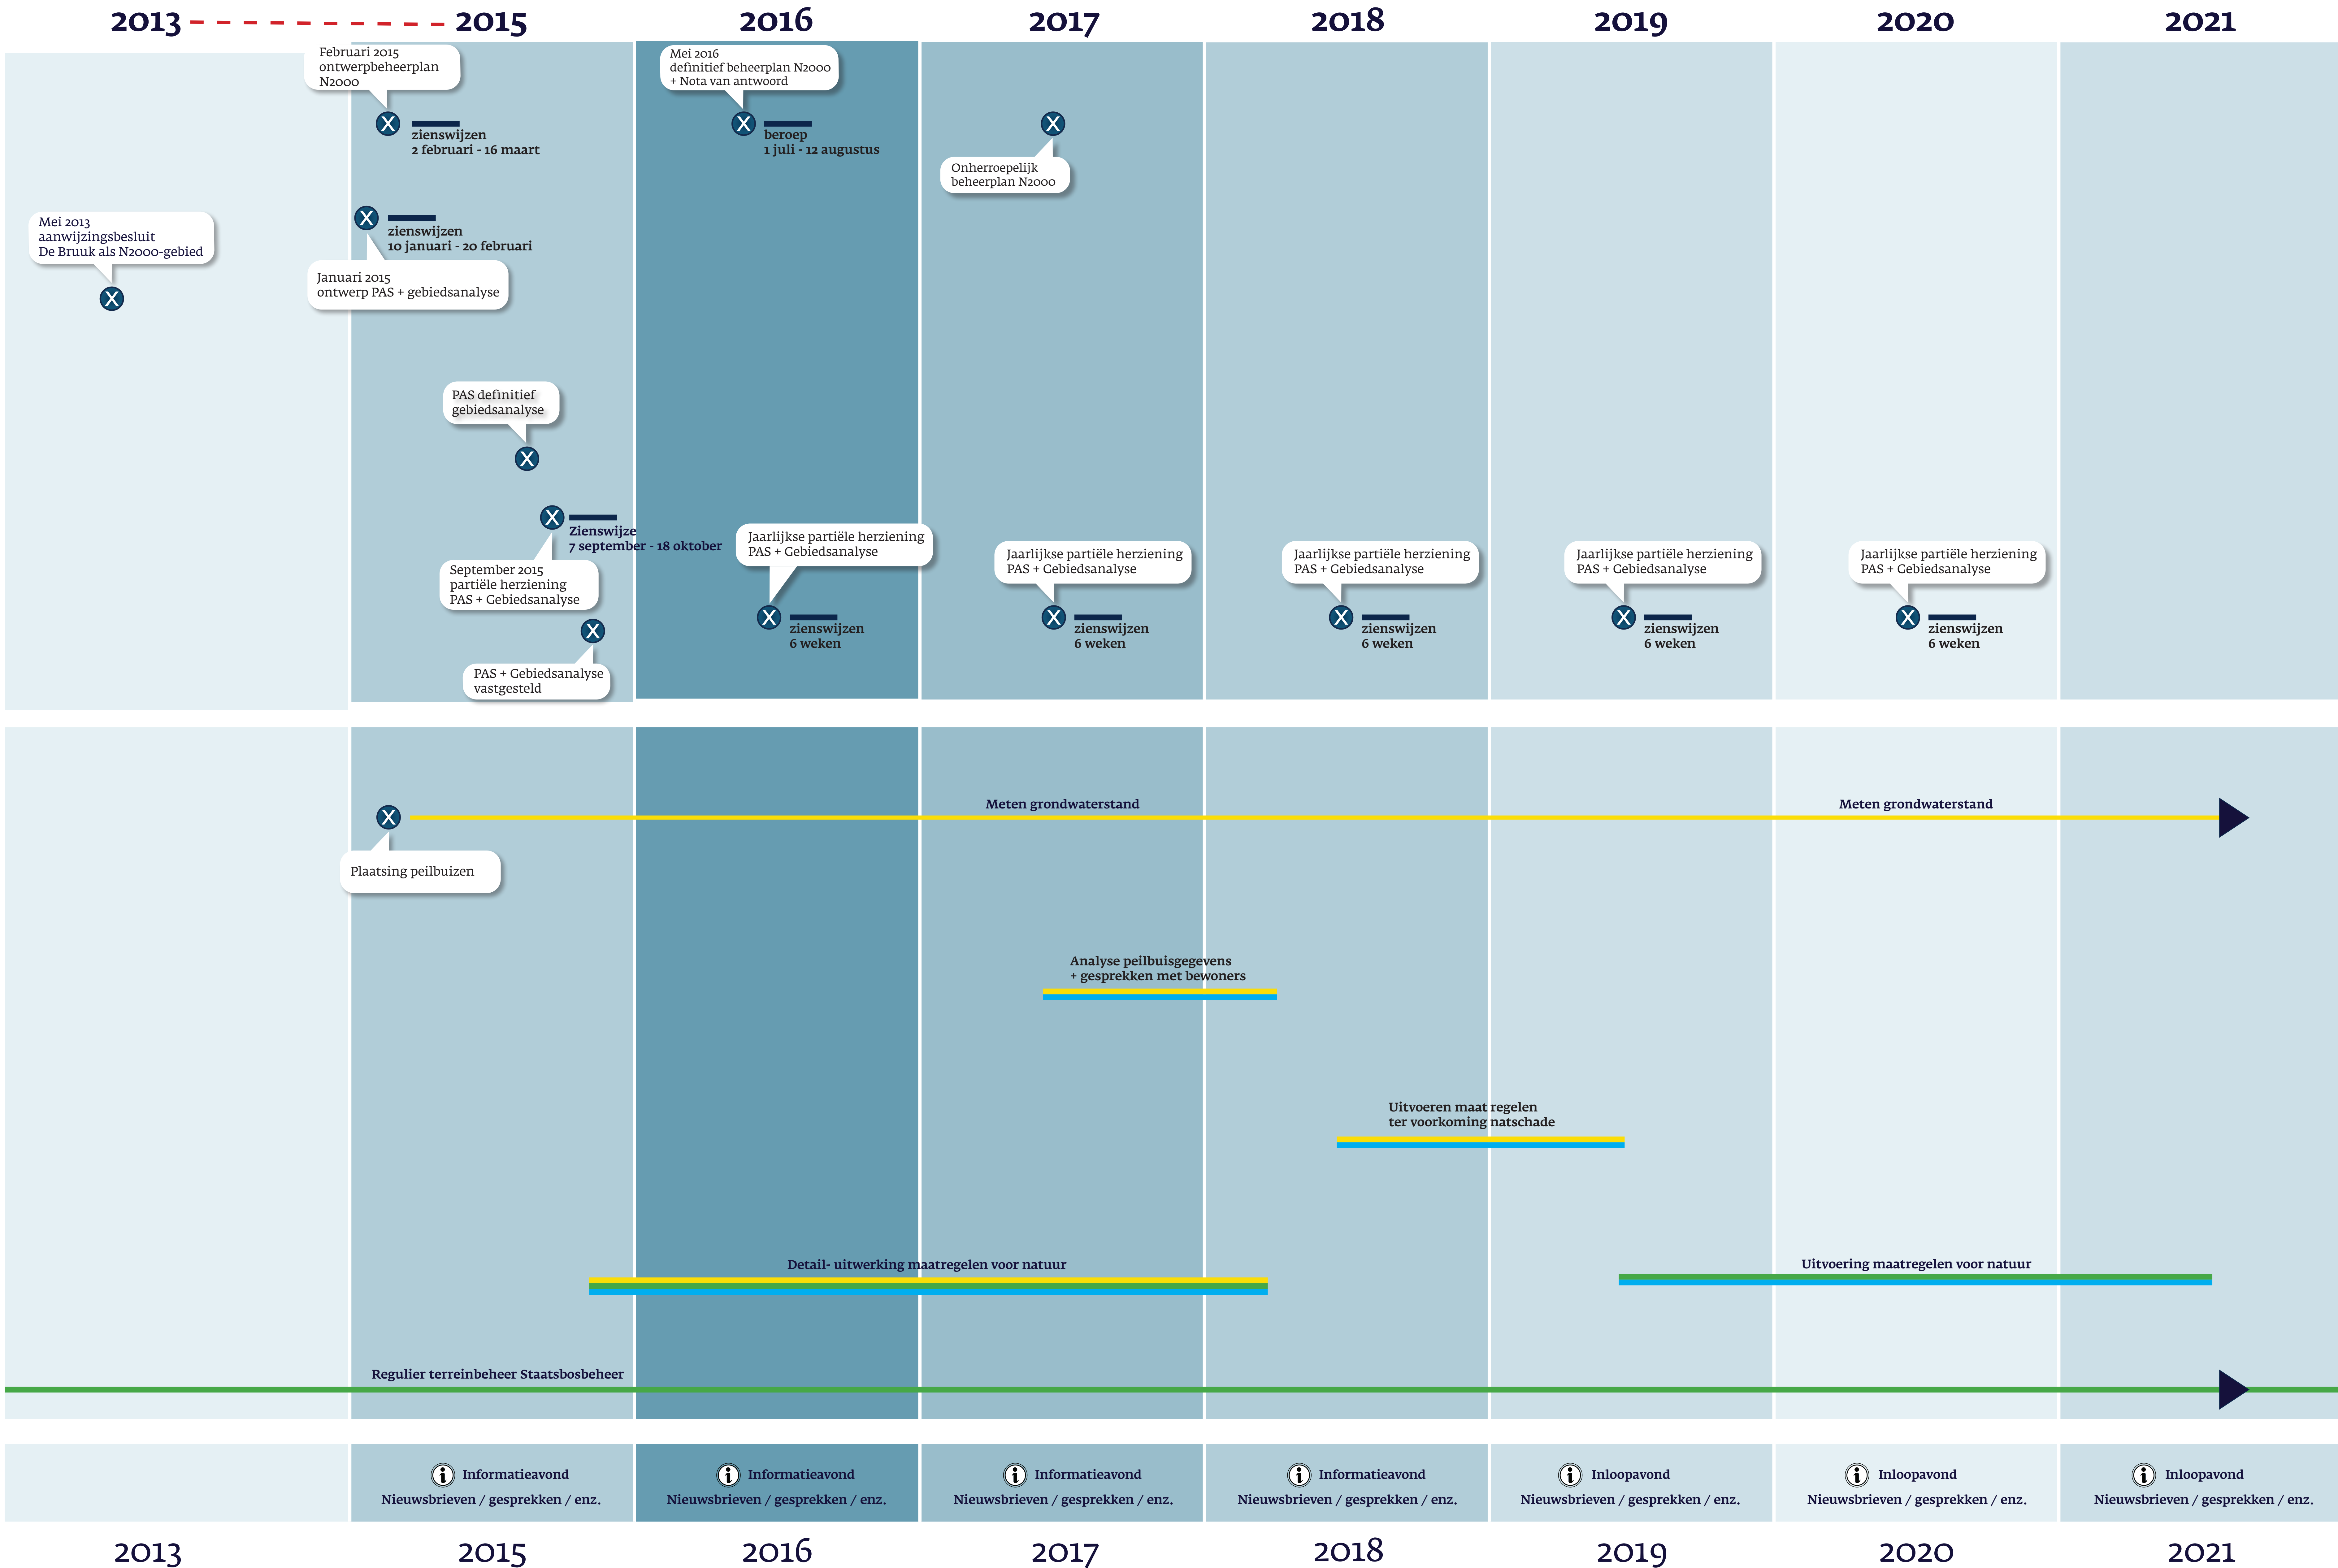 2013
2015
2016
2017
2018
2019
2020
2021
Februari 2015
ontwerpbeheerplan
N2000
X
zienswijzen
2 februari - 16 maart
Mei 2016
definitief beheerplan N2000
+ Nota van antwoord
X
beroep
1 juli - 12 augustus
X
Onherroepelijk
beheerplan N2000
Mei 2013
aanwijzingsbesluit
De Bruuk als N2000-gebied
X
X
zienswijzen
10 januari - 20 februari
Januari 2015
ontwerp PAS + gebiedsanalyse
PAS definitief
gebiedsanalyse
X
X
Zienswijze
7 september - 18 oktober
September 2015
partiële herziening
PAS + Gebiedsanalyse
X
PAS + Gebiedsanalyse
vastgesteld
Jaarlijkse partiële herziening
PAS + Gebiedsanalyse
X
zienswijzen
6 weken
Jaarlijkse partiële herziening
PAS + Gebiedsanalyse
X
zienswijzen
6 weken
Jaarlijkse partiële herziening
PAS + Gebiedsanalyse
X
zienswijzen
6 weken
Jaarlijkse partiële herziening
PAS + Gebiedsanalyse
X
zienswijzen
6 weken
Jaarlijkse partiële herziening
PAS + Gebiedsanalyse
X
zienswijzen
6 weken
Meten grondwaterstand
Meten grondwaterstand
X
Plaatsing peilbuizen
Analyse peilbuisgegevens
+ gesprekken met bewoners
Uitvoeren maat regelen
ter voorkoming natschade
Detail- uitwerking maatregelen voor natuur
Uitvoering maatregelen voor natuur
Regulier terreinbeheer Staatsbosbeheer
i Informatieavond
Nieuwsbrieven / gesprekken / enz.
i Informatieavond
Nieuwsbrieven / gesprekken / enz.
i Informatieavond
Nieuwsbrieven / gesprekken / enz.
i Informatieavond
Nieuwsbrieven / gesprekken / enz.
i Inloopavond
Nieuwsbrieven / gesprekken / enz.
i Inloopavond
Nieuwsbrieven / gesprekken / enz.
i Inloopavond
Nieuwsbrieven / gesprekken / enz.
2013
2015
2016
2017
2018
2019
2020
2021